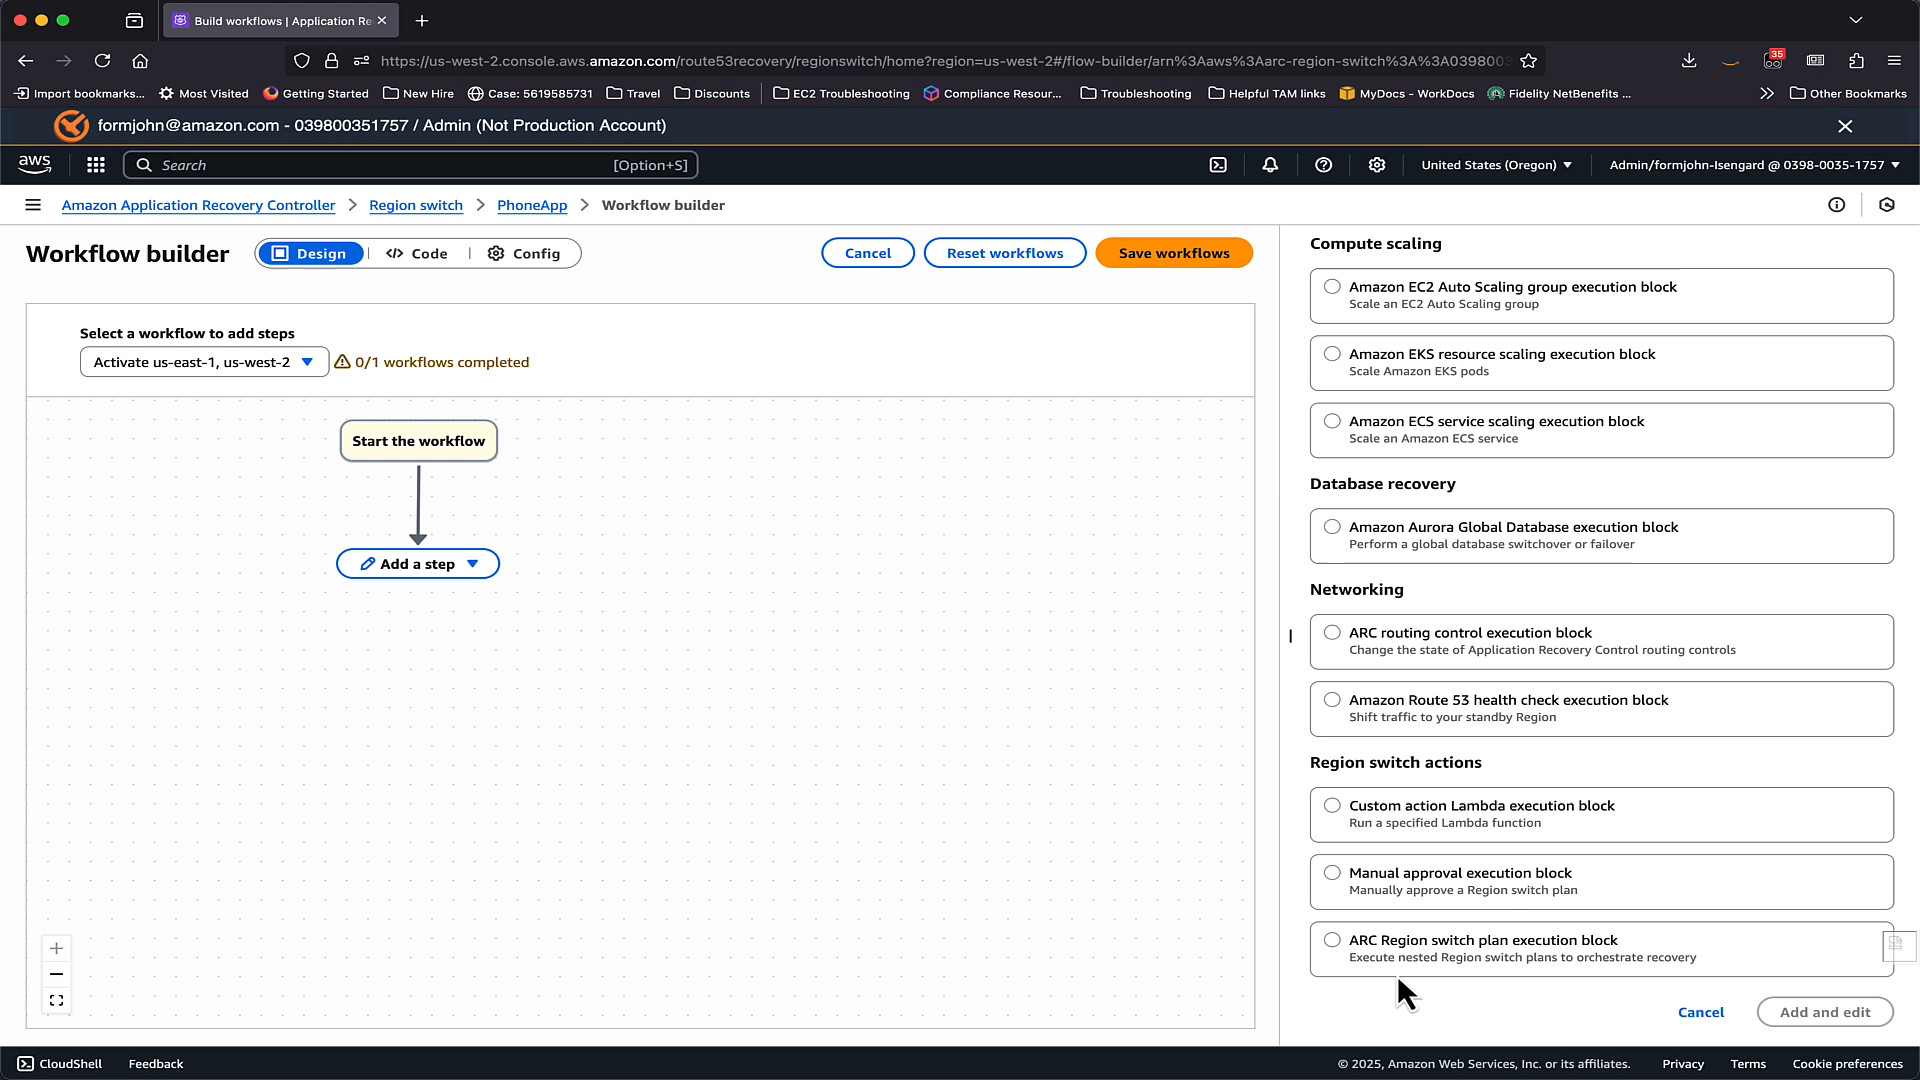 Build workflows | Application Re
https://us-west-2.console.aws.amazon.com/route53recovery/regionswitch/home?region=us-west-2#/flow-builder/arn%3Aaws%3Aarc-region-switch%3A%3A0398003
35
Import bookmarks...
Most Visited
Getting Started
New Hire
Case: 5619585731
Travel
Discounts
EC2 Troubleshooting
Compliance Resour...
Troubleshooting
Helpful TAM links
MyDocs - WorkDocs
Fidelity NetBenefits ...
Other Bookmarks
formjohn@amazon.com - 039800351757 / Admin (Not Production Account)
aws
Search
[Option+S]
United States (Oregon)
Admin/formjohn-Isengard @ 0398-0035-1757
Amazon Application Recovery Controller
Region switch
PhoneApp
Workflow builder
Workflow builder
Design
Code
Config
Cancel
Reset workflows
Save workflows
Select a workflow to add steps
Activate us-east-1, us-west-2
0/1 workflows completed
Start the workflow
Add a step
Compute scaling
Amazon EC2 Auto Scaling group execution block
Scale an EC2 Auto Scaling group
Amazon EKS resource scaling execution block
Scale Amazon EKS pods
Amazon ECS service scaling execution block
Scale an Amazon ECS service
Database recovery
Amazon Aurora Global Database execution block
Perform a global database switchover or failover
Networking
ARC routing control execution block
Change the state of Application Recovery Control routing controls
Amazon Route 53 health check execution block
Shift traffic to your standby Region
Region switch actions
Custom action Lambda execution block
Run a specified Lambda function
Manual approval execution block
Manually approve a Region switch plan
ARC Region switch plan execution block
Execute nested Region switch plans to orchestrate recovery
Cancel
Add and edit
CloudShell
Feedback
© 2025, Amazon Web Services, Inc. or its affiliates.
Privacy
Terms
Cookie preferences